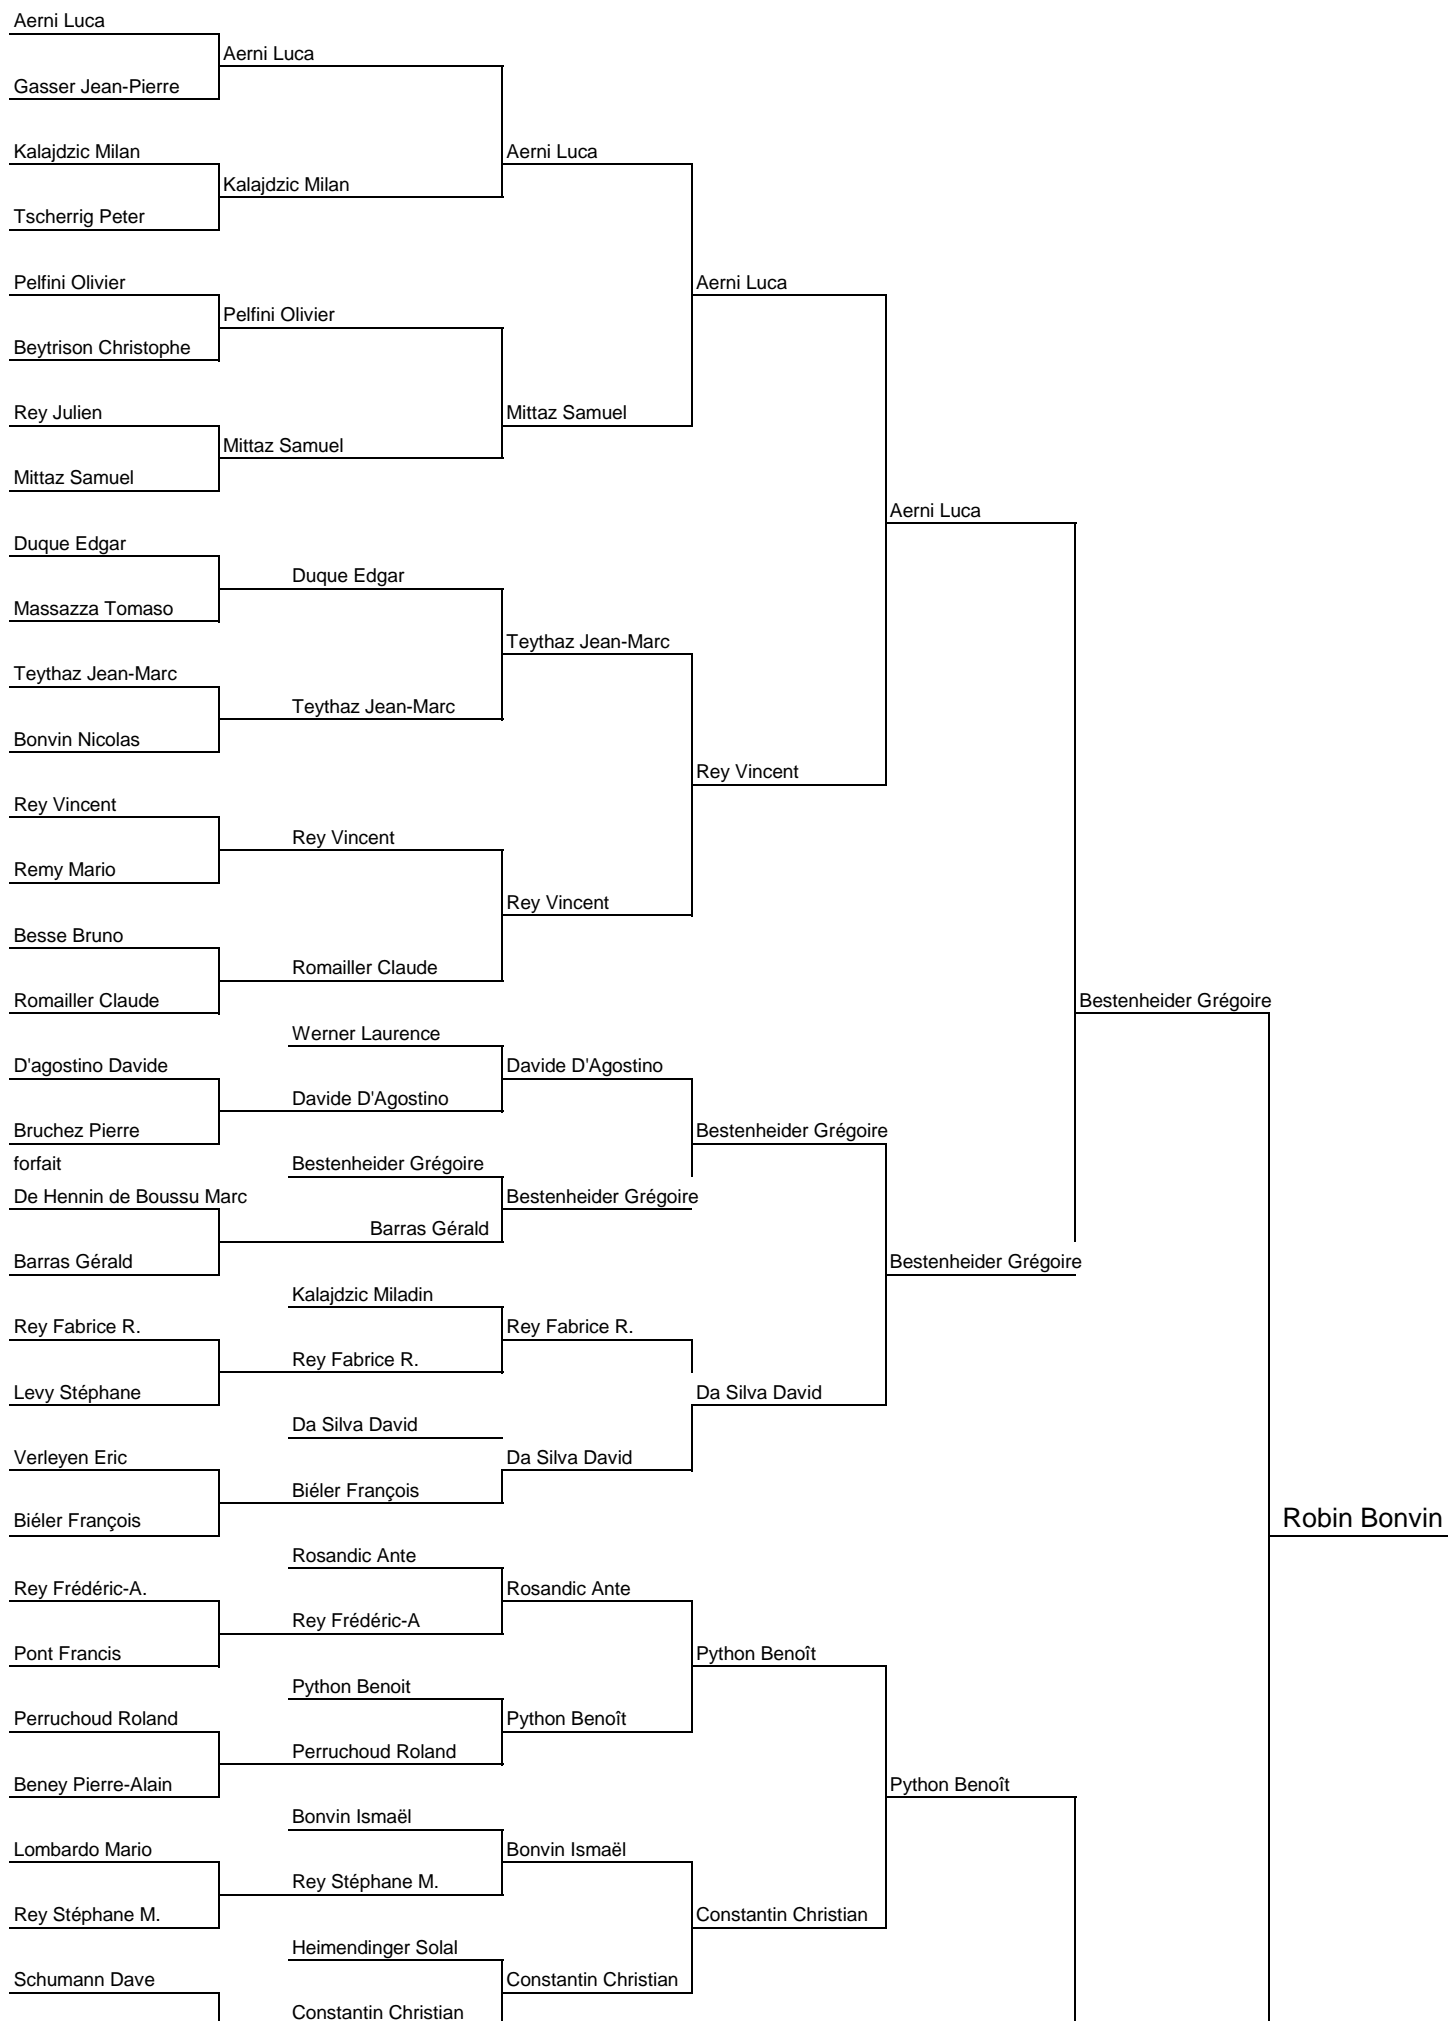 Aerni Luca
Aerni Luca
Gasser Jean-Pierre
Kalajdzic Milan
Aerni Luca
Kalajdzic Milan
Tscherrig Peter
Pelfini Olivier
Aerni Luca
Pelfini Olivier
Beytrison Christophe
Rey Julien
Mittaz Samuel
Mittaz Samuel
Mittaz Samuel
Aerni Luca
Duque Edgar
Duque Edgar
Massazza Tomaso
Teythaz Jean-Marc
Teythaz Jean-Marc
Teythaz Jean-Marc
Bonvin Nicolas
Rey Vincent
Rey Vincent
Rey Vincent
Remy Mario
Rey Vincent
Besse Bruno
Romailler Claude
Romailler Claude
Bestenheider Grégoire
Werner Laurence
D'agostino Davide
Davide D'Agostino
Davide D'Agostino
Bruchez Pierre
Bestenheider Grégoire
forfait
Bestenheider Grégoire
De Hennin de Boussu Marc
Bestenheider Grégoire
Barras Gérald
Barras Gérald
Bestenheider Grégoire
Kalajdzic Miladin
Rey Fabrice R.
Rey Fabrice R.
Rey Fabrice R.
Levy Stéphane
Da Silva David
Da Silva David
Verleyen Eric
Da Silva David
Biéler François
Biéler François
Robin Bonvin
Rosandic Ante
Rey Frédéric-A.
Rosandic Ante
Rey Frédéric-A
Pont Francis
Python Benoît
Python Benoit
Perruchoud Roland
Python Benoît
Perruchoud Roland
Beney Pierre-Alain
Python Benoît
Bonvin Ismaël
Lombardo Mario
Bonvin Ismaël
Rey Stéphane M.
Rey Stéphane M.
Constantin Christian
Heimendinger Solal
Schumann Dave
Constantin Christian
Constantin Christian